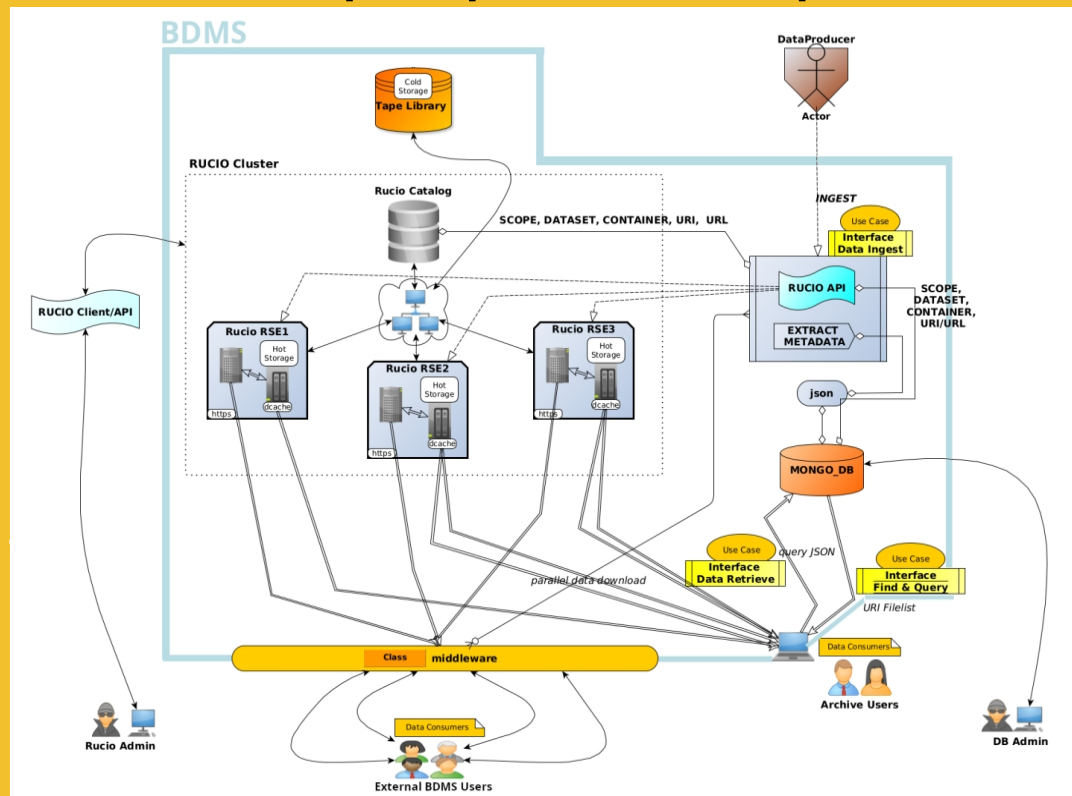 BDMS
DataProducer
Actor
Cold
Storage
Tape Library
RUCIO Cluster
Rucio Catalog
SCOPE, DATASET, CONTAINER, URI, URL
INGEST
Use Case
Interface
Data Ingest
RUCIO API
EXTRACT
METADATA
SCOPE,
DATASET,
CONTAINER,
URI/URL
RUCIO Client/API
Rucio RSE1
Hot
Storage
https
dcache
Rucio RSE2
Hot
Storage
https
dcache
Rucio RSE3
Hot
Storage
https
dcache
json
MONGO_DB
Use Case
Interface
Data Retrieve
query JSON
Use Case
Interface
Find & Query
URI Filelist
parallel data download
Class
middleware
Data Consumers
Archive Users
Data Consumers
External BDMS Users
Rucio Admin
DB Admin